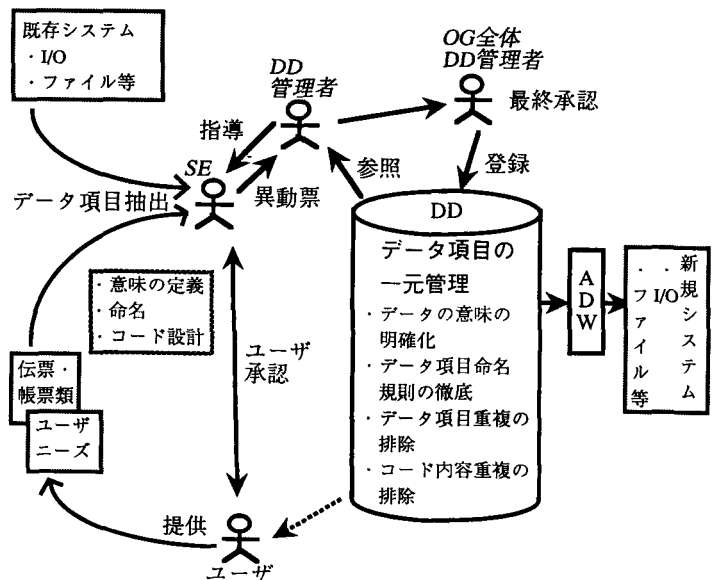 既存システム
・I/O
・ファイル等
DD
管理者
OG全体
DD管理者
最終承認
指導
SE
異動票
参照
登録
データ項目抽出
・意味の定義
・命名
・コード設計
ユーザ
承認
伝票・
帳票類
ユーザ
ニーズ
提供
ユーザ
DD
データ項目の
一元管理
・データの意味の
明確化
・データ項目命名
規則の徹底
・データ項目重複の
排除
・コード内容重複の
排除
ADW
新規システム
・I/O
・ファイル等